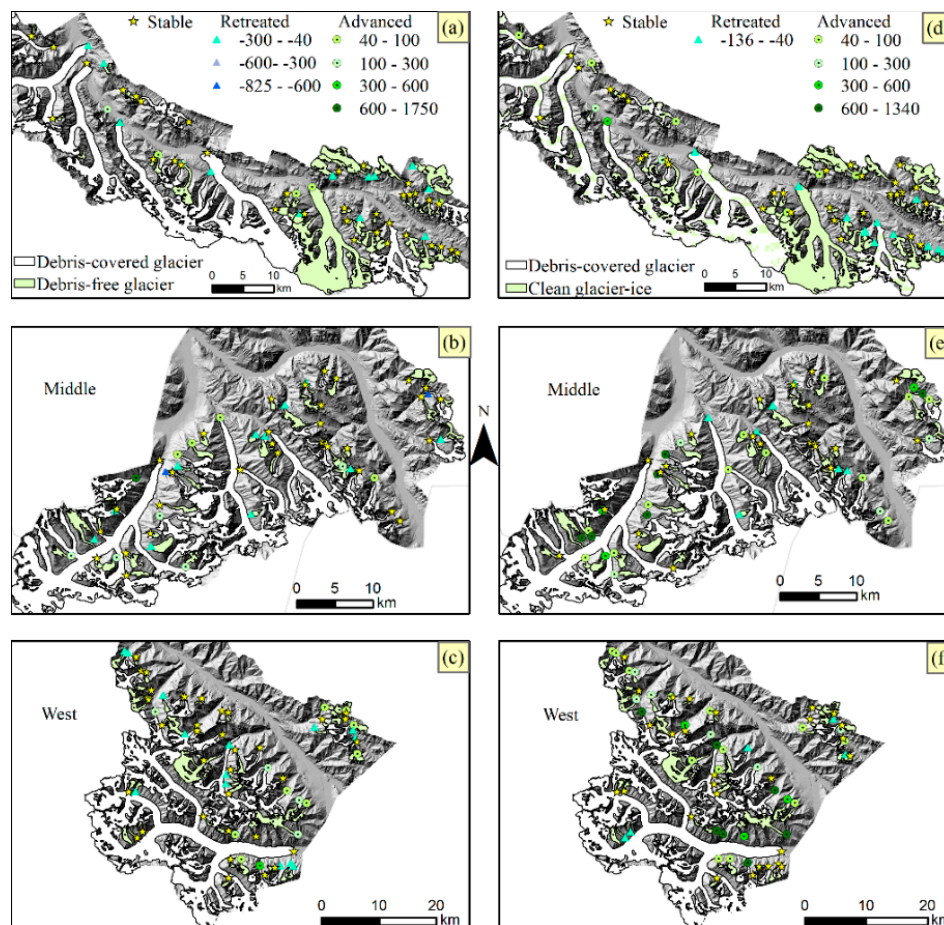 Stable Retreated Advanced (a)
-300 - -40 40 - 100
-600- -300 100 - 300
-825 - -600 300 - 600
600 - 1750
Debris-covered glacier
Debris-free glacier
0 5 10
km
Stable Retreated Advanced (d)
-136 - -40 40 - 100
100 - 300
300 - 600
600 - 1340
Debris-covered glacier
Clean glacier-ice
0 5 10
km
(b)
Middle
0 5 10
km
N
(e)
Middle
0 5 10
km
(c)
West
0 10 20
km
(f)
West
0 10 20
km